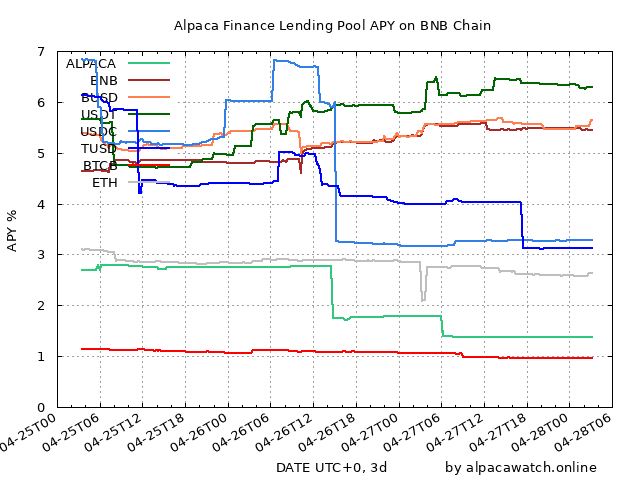 Alpaca Finance Lending Pool APY on BNB Chain
7
6
5
4
3
2
1
0
APY %
ALPACA
BNB
BUSD
USDT
USDC
TUSD
BTCB
ETH
04-25T00
04-25T06
04-25T12
04-25T18
04-26T00
04-26T06
04-26T12
04-26T18
04-27T00
04-27T06
04-27T12
04-27T18
04-28T00
04-28T06
DATE UTC+0, 3d
by alpacawatch.online